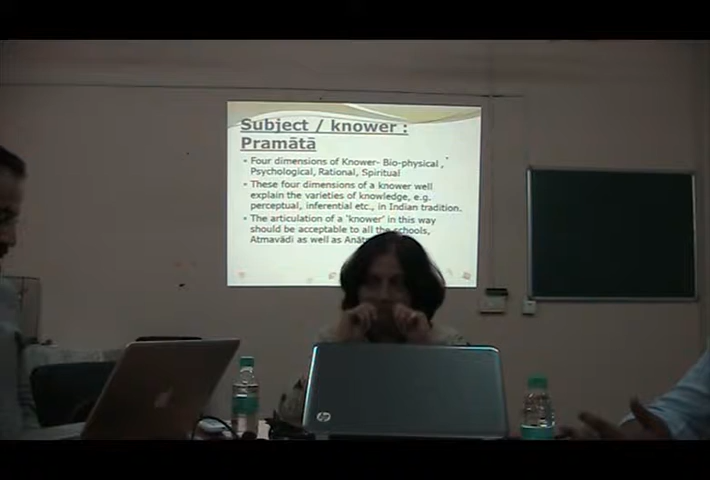 Subject / knower :
Pramātā
• Four dimensions of Knower- Bio-physical ,
Psychological, Rational, Spiritual
• These four dimensions of a knower well
explain the varieties of knowledge, e.g.
perceptual, inferential etc., in Indian tradition.
• The articulation of a 'knower' in this way
should be acceptable to all the schools,
Atmavādi as well as
hp